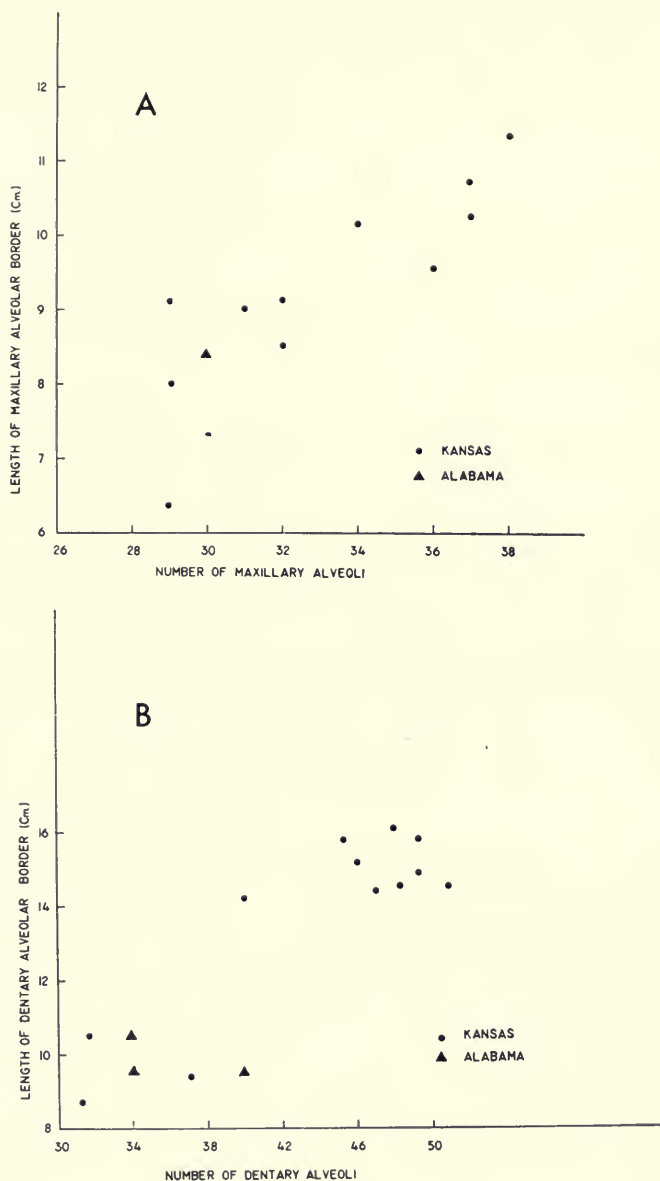 A
12
11
10
9
8
7
6
LENGTH OF MAXILLARY ALVEOLAR BORDER (Cm)
KANSAS
ALABAMA
26 28 30 32 34 36 38
NUMBER OF MAXILLARY ALVEOLI
B
16
14
12
10
8
LENGTH OF DENTARY ALVEOLAR BORDER (Cm)
KANSAS
ALABAMA
30 34 38 42 46 50
NUMBER OF DENTARY ALVEOLI